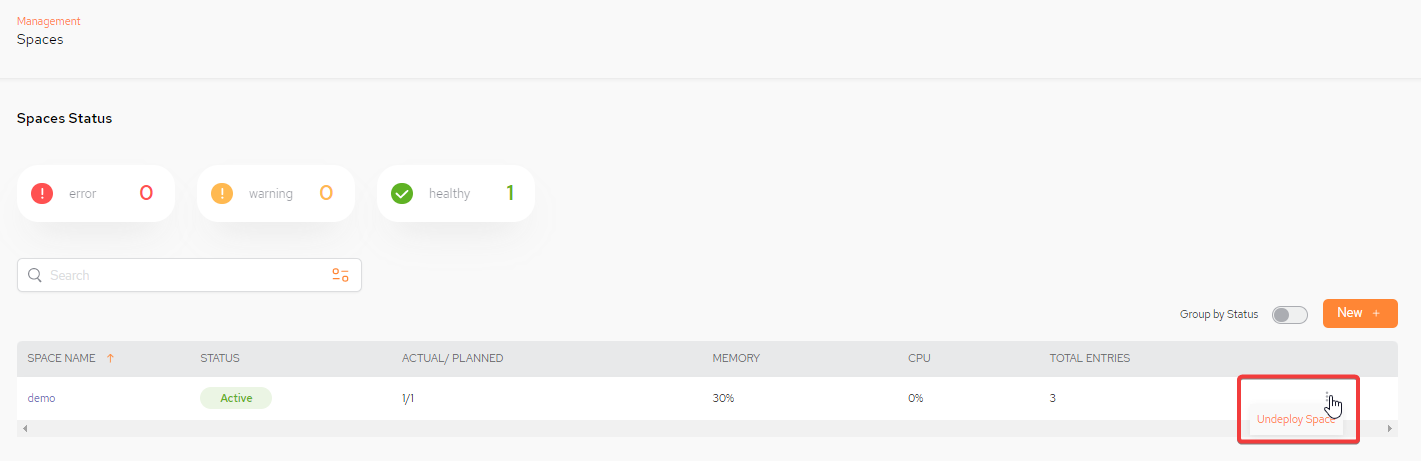 Management
Spaces
Spaces Status
error 0 warning 0 healthy 1
Search
Group by Status New +
SPACE NAME STATUS ACTUAL/ PLANNED MEMORY CPU TOTAL ENTRIES
demo Active 1/1 30% 0% 3
Undeploy Space